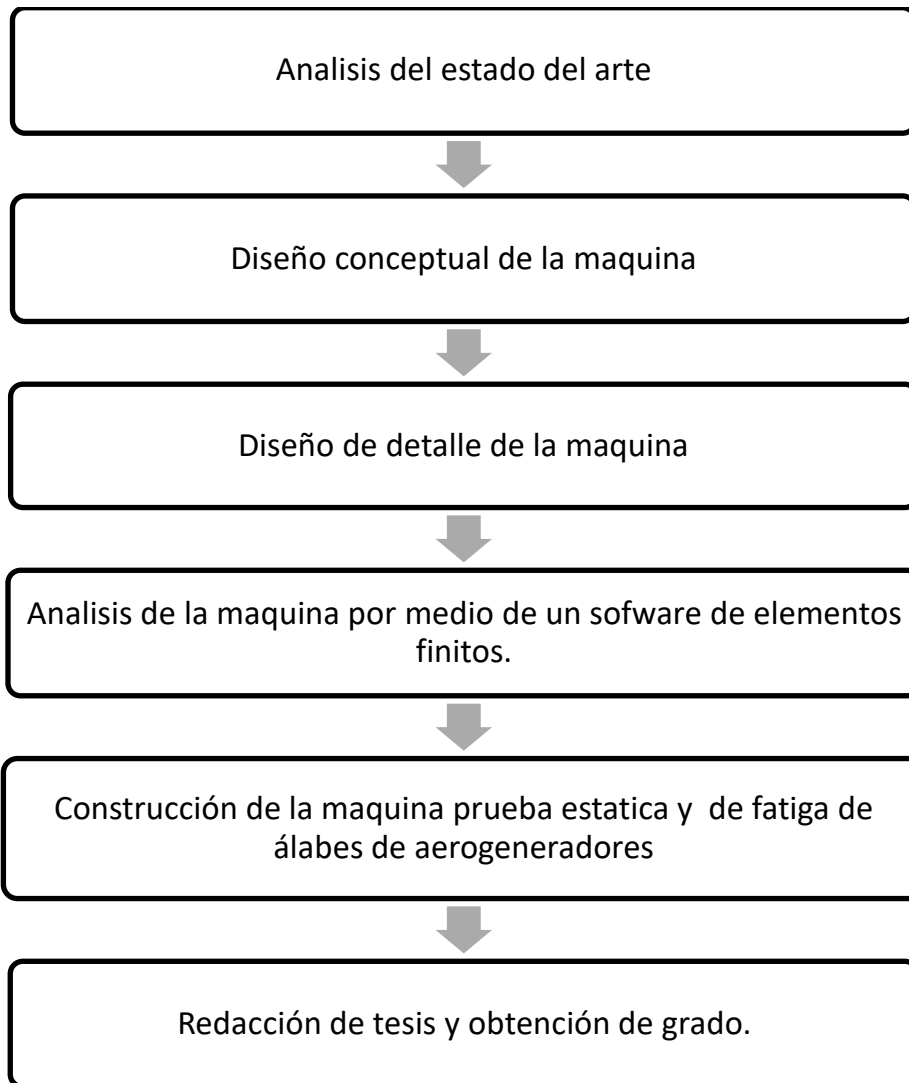 Analisis del estado del arte
Diseño conceptual de la maquina
Diseño de detalle de la maquina
Analisis de la maquina por medio de un sofware de elementos
finitos.
Construcción de la maquina prueba estatica y  de fatiga de
álabes de aerogeneradores
Redacción de tesis y obtención de grado.